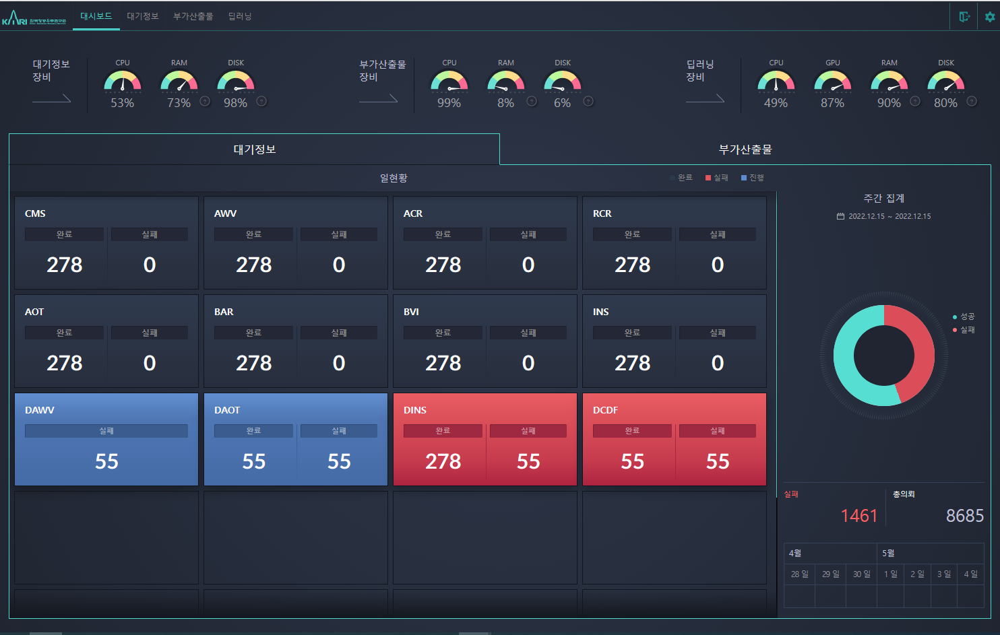 KARI 한국항공우주연구원
대시보드 대기정보 부가산출물 딥러닝
대기정보
장비
CPU RAM DISK
53% 73% ? 98% ?
부가산출물
장비
CPU RAM DISK
99% 8% ? 6% ?
딥러닝
장비
CPU GPU RAM DISK
49% 87% 90% ? 80% ?
대기정보 부가산출물
일현황 완료 실패 진행
CMS
완료 실패
278 0
AWV
완료 실패
278 0
ACR
완료 실패
278 0
RCR
완료 실패
278 0
AOT
완료 실패
278 0
BAR
완료 실패
278 0
BVI
완료 실패
278 0
INS
완료 실패
278 0
DAWV
실패
55
DAOT
완료 실패
55 55
DINS
완료 실패
278 55
DCDF
완료 실패
55 55
주간 집계
2022.12.15 ~ 2022.12.15
성공
실패
실패
1461
총의뢰
8685
4월 5월
28 일 29 일 30 일 1 일 2 일 3 일 4 일